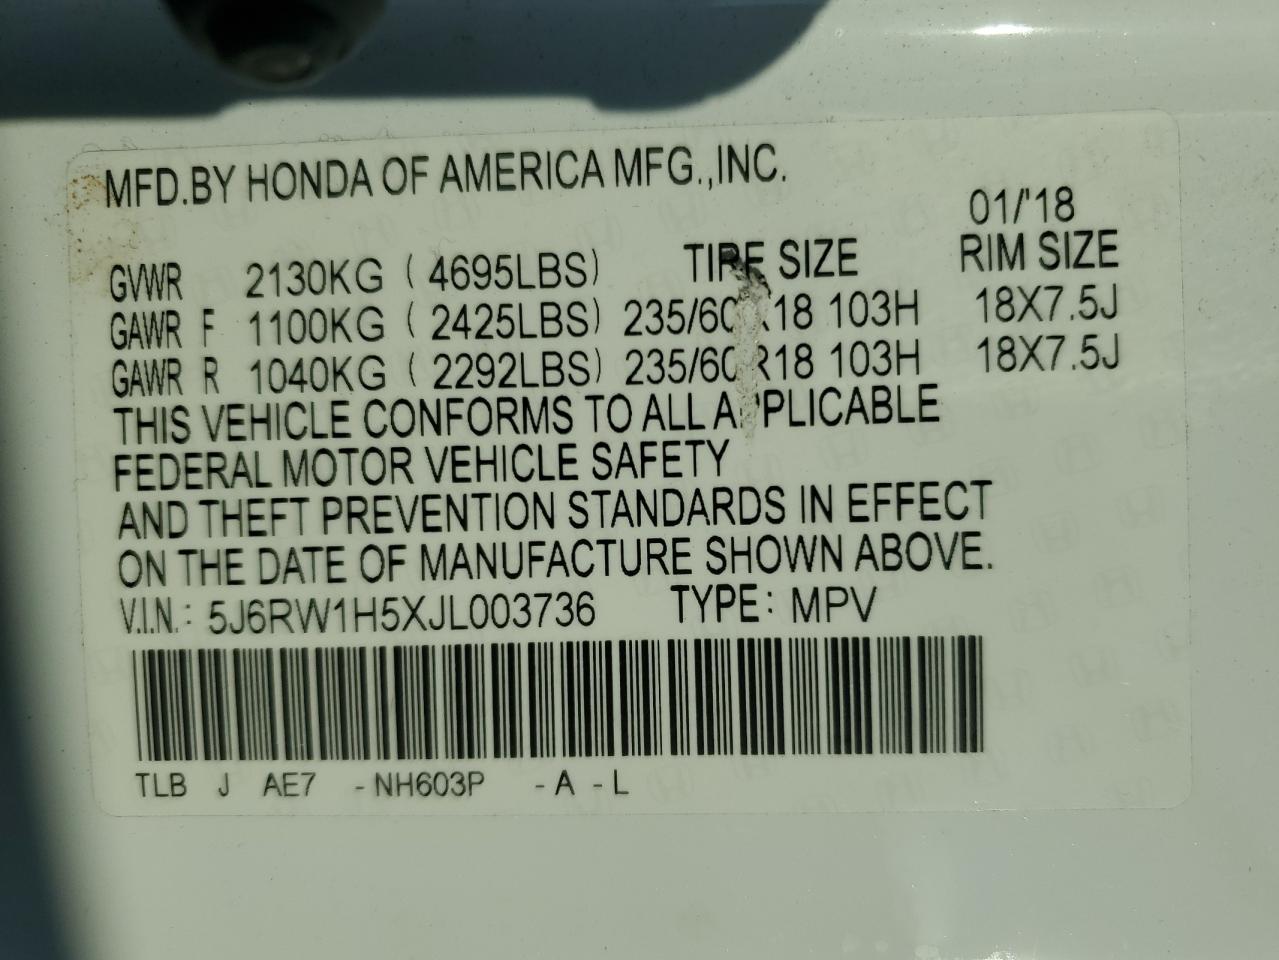 MFD.BY HONDA OF AMERICA MFG.,INC.
01/'18
GVWR 2130KG ( 4695LBS) TIRE SIZE RIM SIZE
GAWR F 1100KG ( 2425LBS) 235/60R18 103H 18X7.5J
GAWR R 1040KG ( 2292LBS) 235/60R18 103H 18X7.5J
THIS VEHICLE CONFORMS TO ALL APPLICABLE
FEDERAL MOTOR VEHICLE SAFETY
AND THEFT PREVENTION STANDARDS IN EFFECT
ON THE DATE OF MANUFACTURE SHOWN ABOVE.
V.I.N.: 5J6RW1H5XJL003736 TYPE: MPV
TLB J AE7 -NH603P -A -L